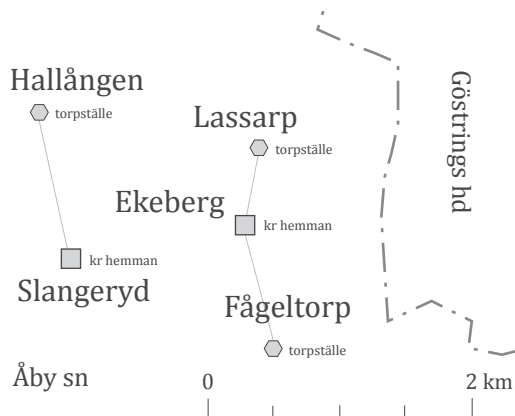 Hallången
torpställe
Lassarp
torpställe
Göstrings hd
Ekeberg
kr hemman
kr hemman
Slangeryd
Fågeltorp
torpställe
Åby sn
0
2 km